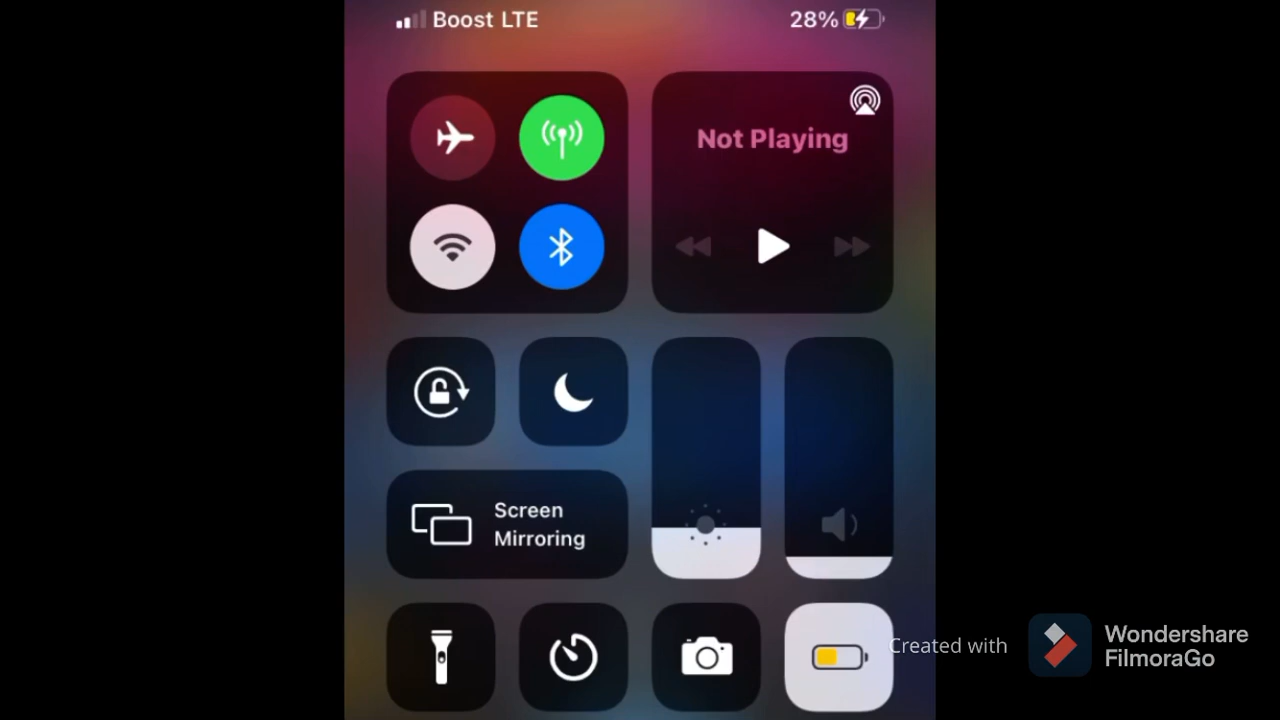 Boost LTE
28%
Not Playing
Screen
Mirroring
Created with
Wondershare
FilmoraGo